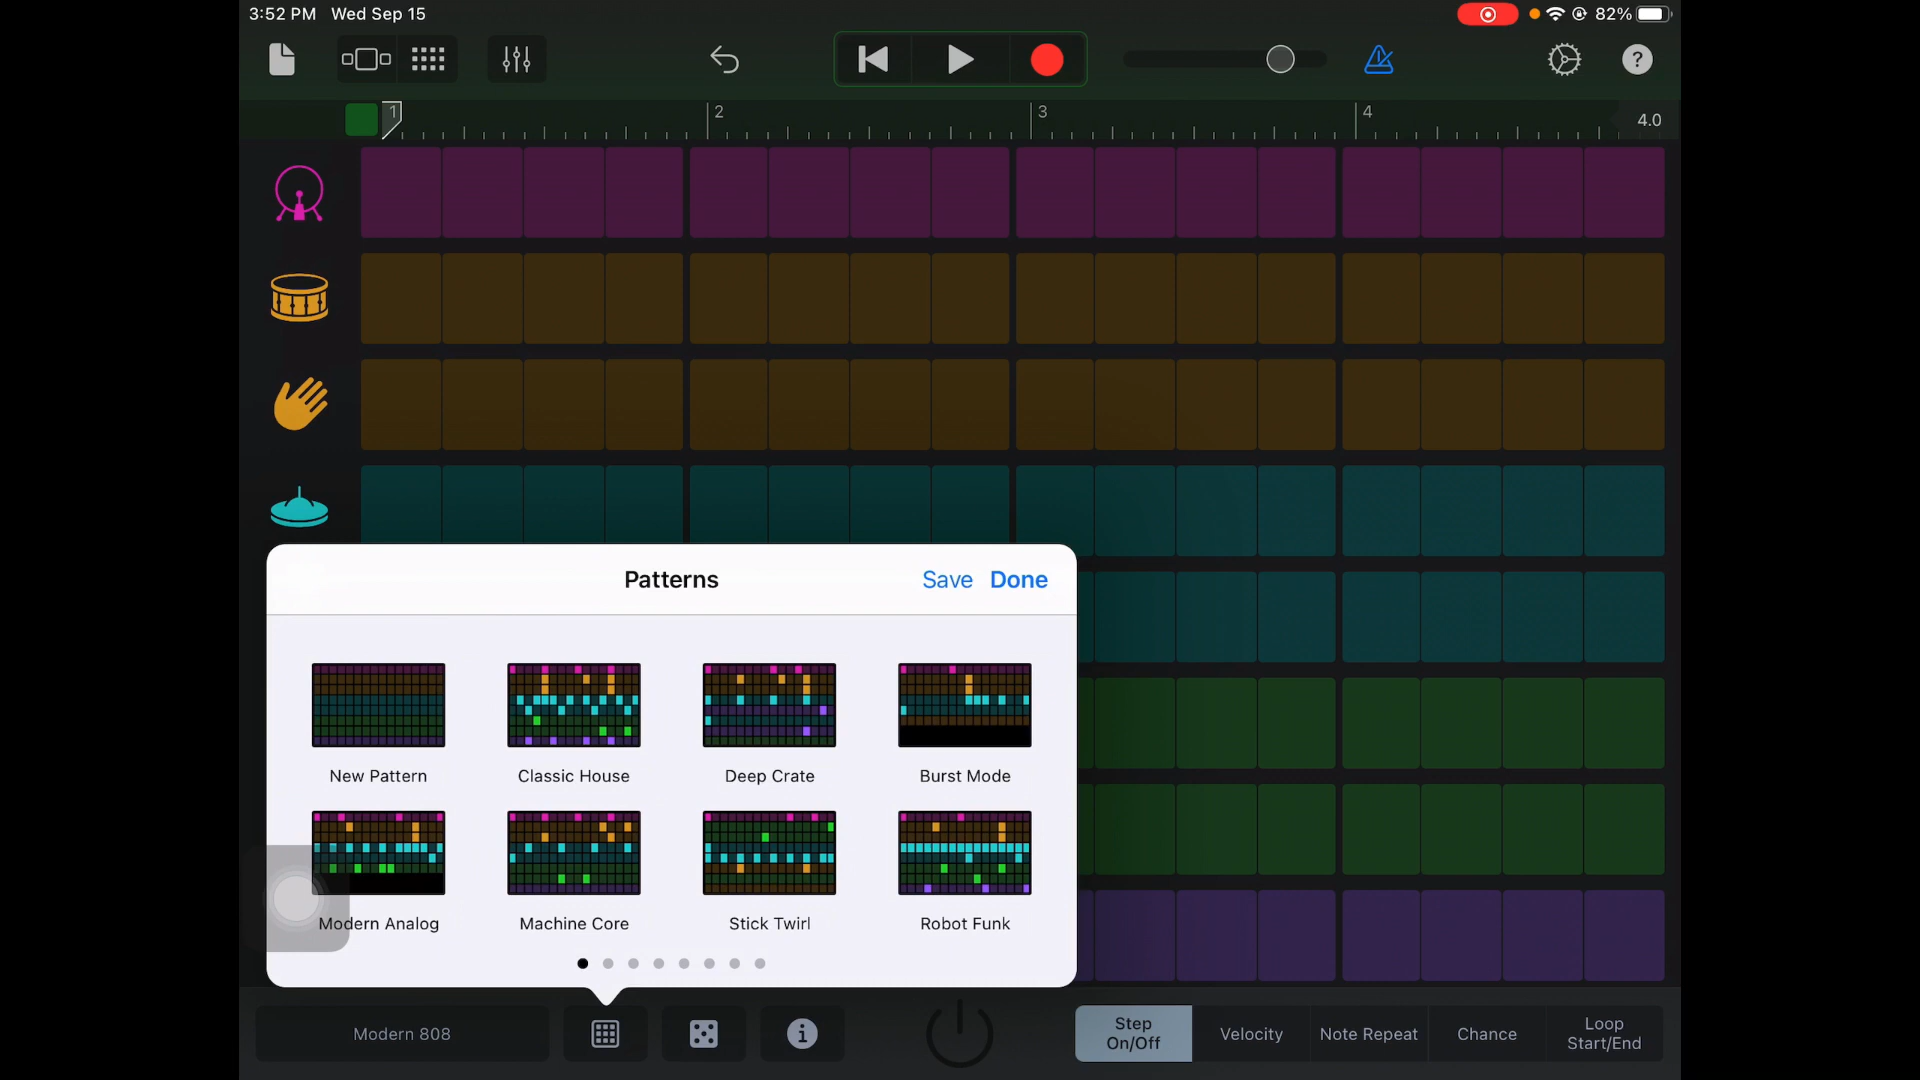 3:52 PM Wed Sep 15
82%
?
1 2 3 4 4.0
Patterns Save Done
New Pattern Classic House Deep Crate Burst Mode
Modern Analog Machine Core Stick Twirl Robot Funk
Modern 808
i
Step On/Off
Velocity
Note Repeat
Chance
Loop Start/End